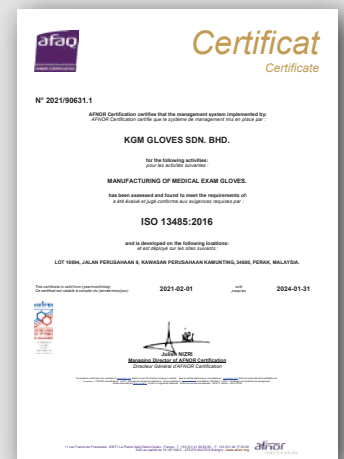 afaq
Certificat
Certificate
N° 2021/90631.1
AFNOR Certification certifies that the management system implemented by:
AFNOR Certification certifie que le système de management mis en place par :
KGM GLOVES SDN. BHD.
for the following activities:
pour les activités suivantes :
MANUFACTURING OF MEDICAL EXAM GLOVES.
has been assessed and found to meet the requirements of:
a été évalué et jugé conforme aux exigences requises par :
ISO 13485:2016
and is developed on the following locations:
et est déployé sur les sites suivants :
LOT 10594, JALAN PERUSAHAAN 9, KAWASAN PERUSAHAAN KAMUNTING, 34600, PERAK, MALAYSIA.
This certificate is valid from (year/month/day) 2021-02-01 until 2024-01-31
Ce certificat est valable à compter du (année/mois/jour) jusqu'au
cofrac
Julien NIZRI
Managing Director of AFNOR Certification
Directeur Général d'AFNOR Certification
afnor
CERTIFICATION